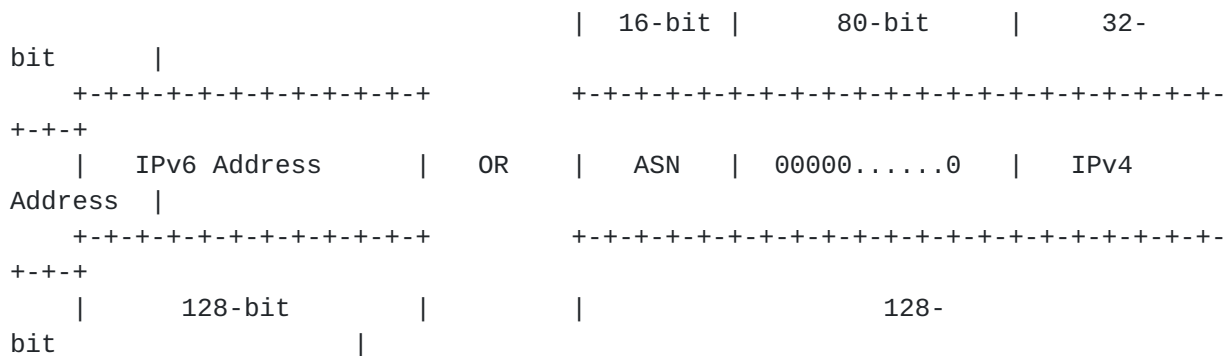 | 16-bit | 80-bit | 32-
bit |
+-+-+-+-+-+-+-+-+-+-+-+ +-+-+-+-+-+-+-+-+-+-+-+-+-+-+-+-+-+-+-+-+-
+-+-+
| IPv6 Address | OR | ASN | 00000......0 | IPv4
Address |
+-+-+-+-+-+-+-+-+-+-+-+ +-+-+-+-+-+-+-+-+-+-+-+-+-+-+-+-+-+-+-+-+-
+-+-+
| 128-bit | | 128-
bit |